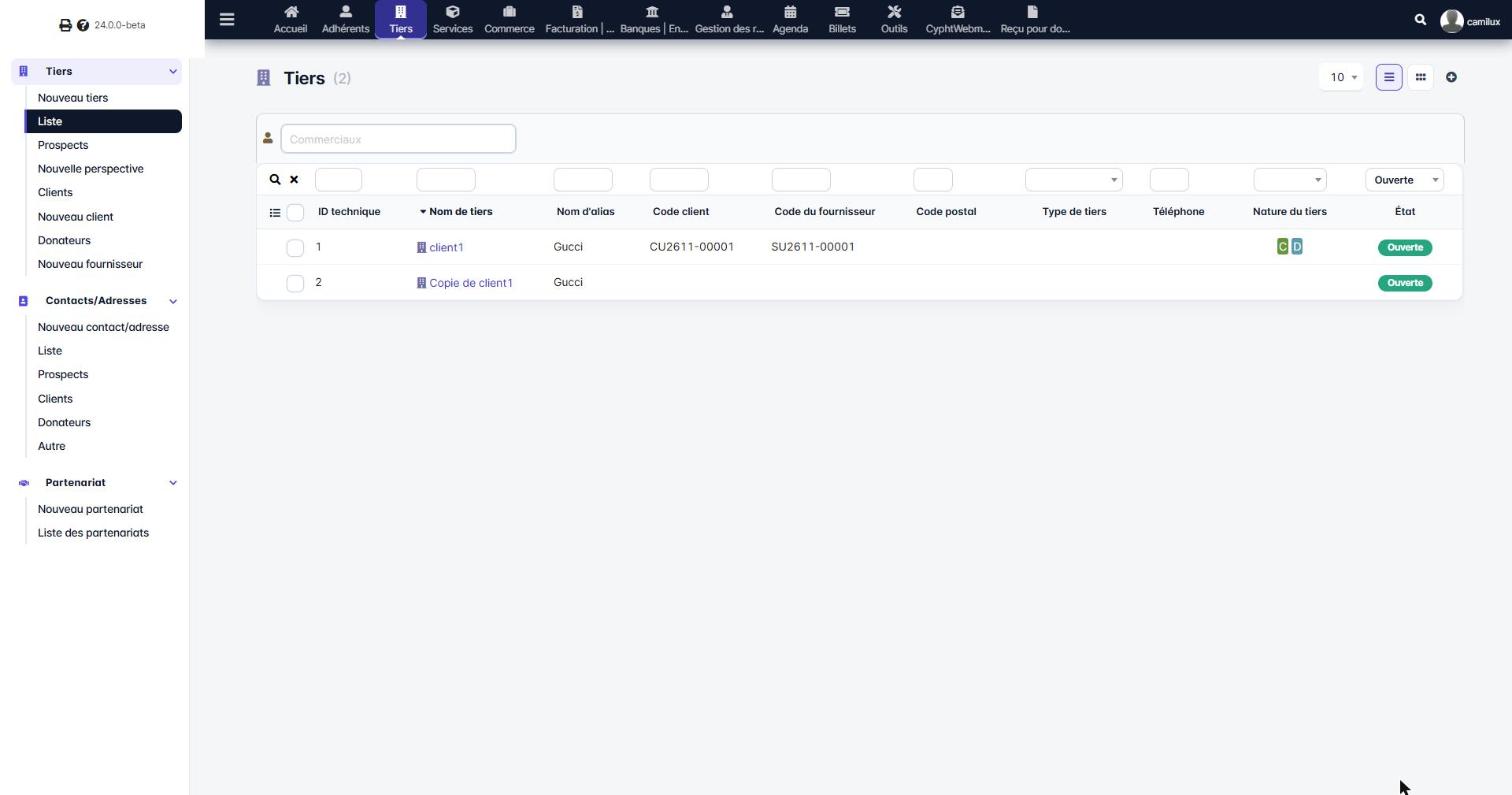 24.0.0-beta
Accueil
Adhérents
Tiers
Services
Commerce
Facturation | ...
Banques | En...
Gestion des r...
Agenda
Billets
Outils
CyphtWebm...
Reçu pour do...
camilux
Tiers
Nouveau tiers
Liste
Prospects
Nouvelle perspective
Clients
Nouveau client
Donateurs
Nouveau fournisseur
Contacts/Adresses
Nouveau contact/adresse
Liste
Prospects
Clients
Donateurs
Autre
Partenariat
Nouveau partenariat
Liste des partenariats
Tiers (2)
10
Commerciaux
Ouverte
ID technique Nom de tiers Nom d'alias Code client Code du fournisseur Code postal Type de tiers Téléphone Nature du tiers État
1 client1 Gucci CU2611-00001 SU2611-00001 C D Ouverte
2 Copie de client1 Gucci Ouverte